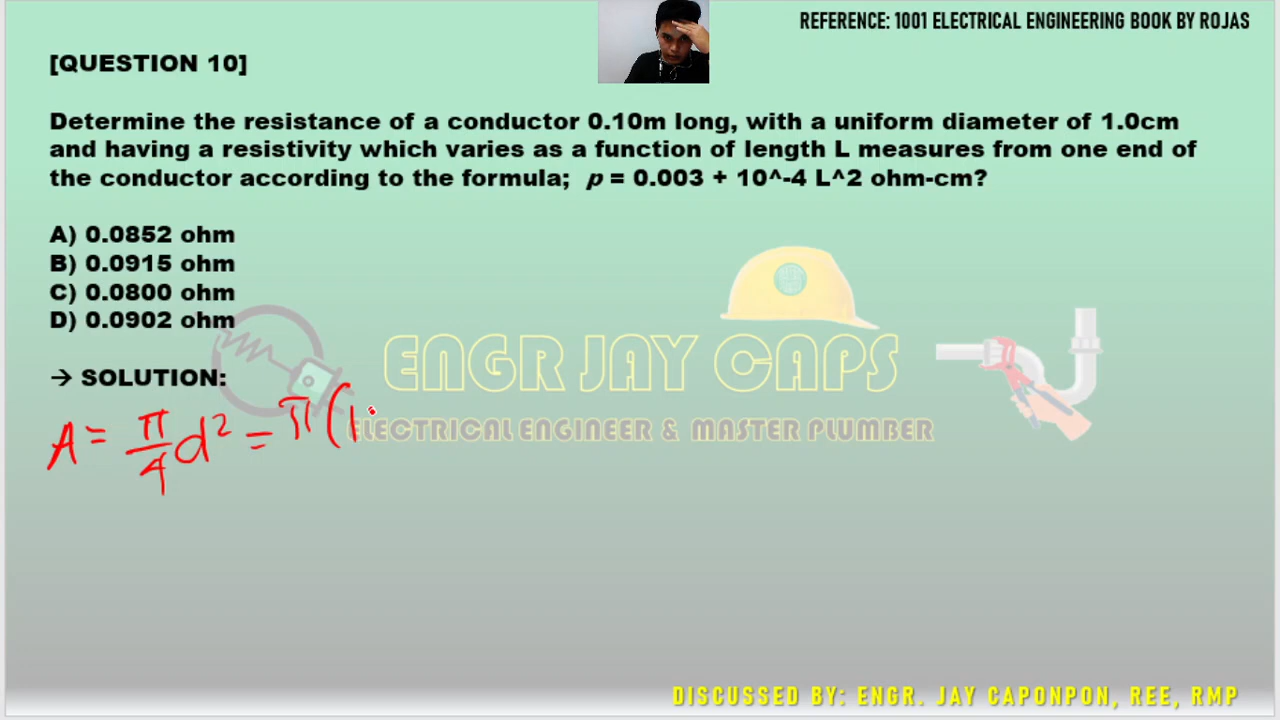 REFERENCE: 1001 ELECTRICAL ENGINEERING BOOK BY ROJAS
[QUESTION 10]
Determine the resistance of a conductor 0.10m long, with a uniform diameter of 1.0cm
and having a resistivity which varies as a function of length L measures from one end of
the conductor according to the formula; p = 0.003 + 10^-4 L^2 ohm-cm?
A) 0.0852 ohm
B) 0.0915 ohm
C) 0.0800 ohm
D) 0.0902 ohm
→ SOLUTION:
ENGR JAY CAPS
ELECTRICAL ENGINEER & MASTER PLUMBER
A = π/4 d² = π (1
DISCUSSED BY: ENGR. JAY CAPONPON, REE, RMP